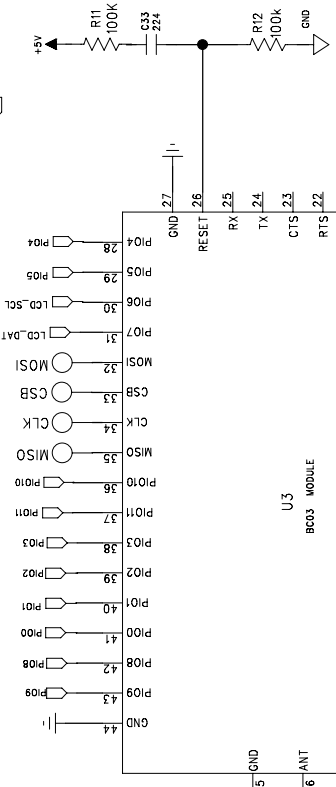 +5V
R11
100K
C33
224
R12
100k
GND
27
26
25
24
23
22
GND
RESET
RX
TX
CTS
RTS
PIO4 28 PIO4
PIO5 29 PIO5
LCD_SCL 30 PIO6
LCD_DAT 31 PIO7
MOSI 32 MOSI
CSB 33 CSB
CLK 34 CLK
MISO 35 MISO
PIO10 36 PIO10
PIO11 37 PIO11
PIO3 38 PIO3
PIO2 39 PIO2
PIO1 40 PIO1
PIO0 41 PIO0
PIO8 42 PIO8
PIO9 43 PIO9
44 GND
U3
BC03 MODULE
GND
ANT
5
6